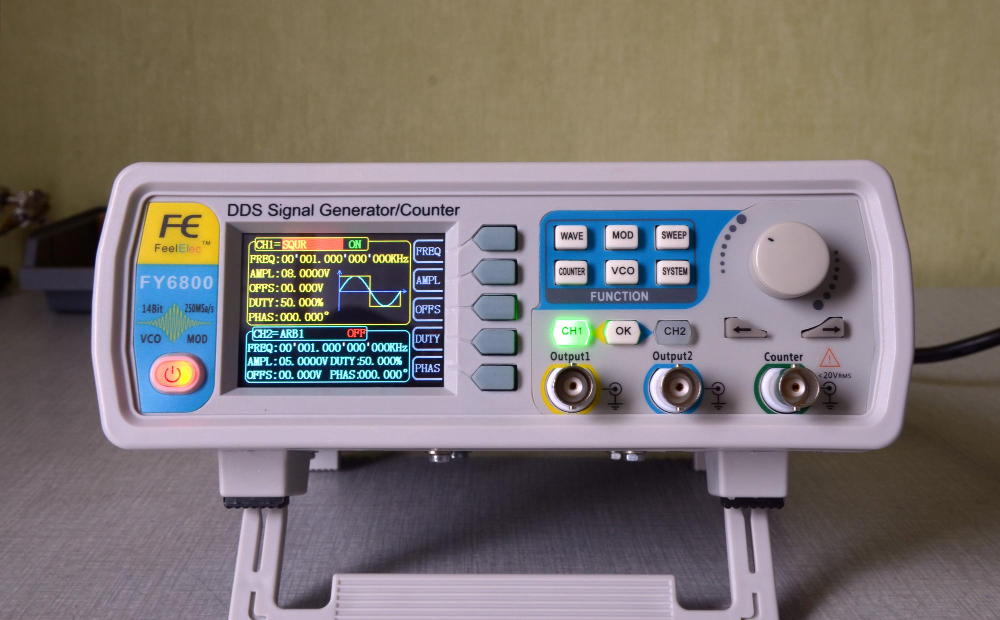 DDS Signal Generator/Counter
FE
FeelElec™
FY6800
14Bit 250MSa/s
VCO MOD
CH1=SQUR ON
FREQ:00'001.000'000'000KHz
AMPL:08.0000V
OFFS:00.000V
DUTY:50.000%
PHAS:000.000°
CH2=ARB1 OFF
FREQ:00'001.000'000'000KHz
AMPL:05.0000V DUTY:50.000%
OFFS:00.000V PHAS:000.000°
FREQ
AMPL
OFFS
DUTY
PHAS
WAVE MOD SWEEP
COUNTER VCO SYSTEM
FUNCTION
CH1 OK CH2
Output1 Output2 Counter
<20VRMS